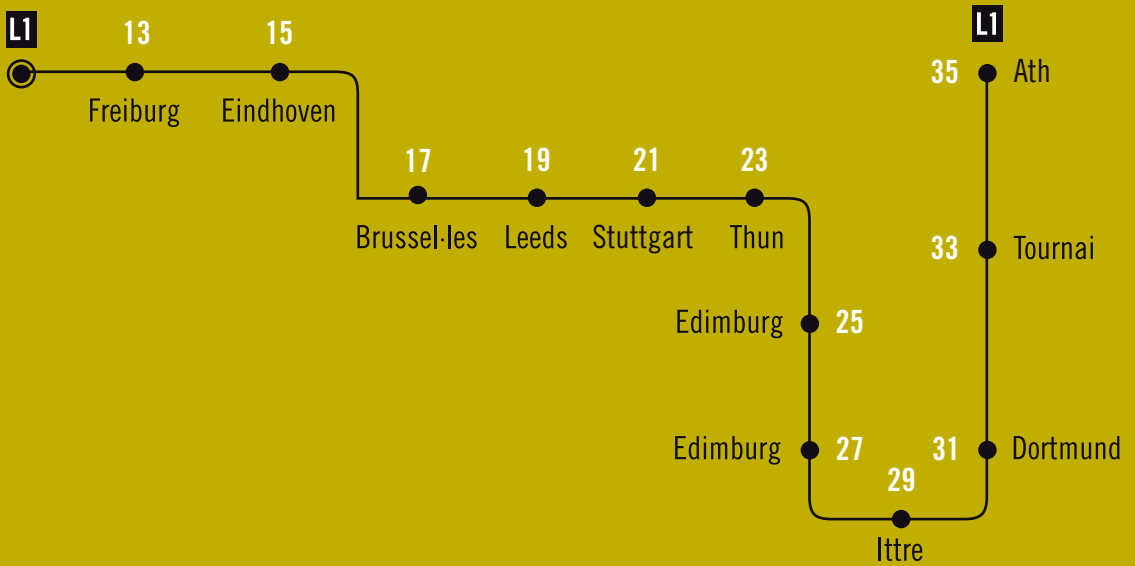 L1
13
Freiburg
15
Eindhoven
17
Brussel·les
19
Leeds
21
Stuttgart
23
Thun
Edimburg 25
Edimburg 27
29
Ittre
31 Dortmund
33 Tournai
35 Ath
L1